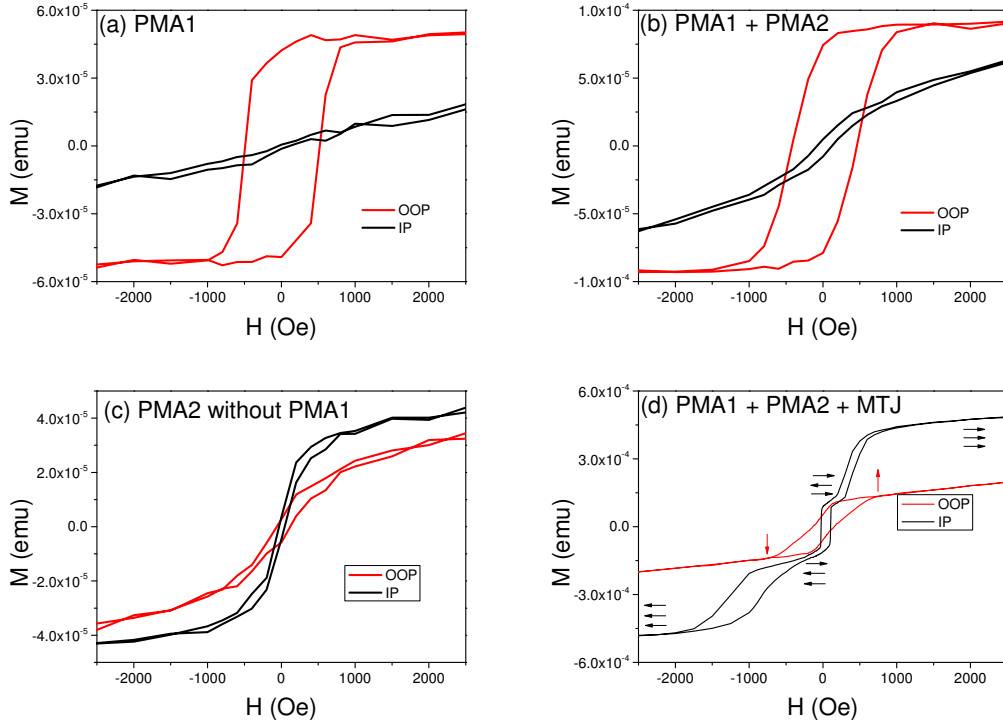 (a) PMA1
M (emu)
6.0x10⁻⁵
3.0x10⁻⁵
0.0
-3.0x10⁻⁵
-6.0x10⁻⁵
OOP
IP
-2000 -1000 0 1000 2000
H (Oe)
(b) PMA1 + PMA2
M (emu)
1.0x10⁻⁴
5.0x10⁻⁵
0.0
-5.0x10⁻⁵
-1.0x10⁻⁴
OOP
IP
-2000 -1000 0 1000 2000
H (Oe)
(c) PMA2 without PMA1
M (emu)
4.0x10⁻⁵
2.0x10⁻⁵
0.0
-2.0x10⁻⁵
-4.0x10⁻⁵
OOP
IP
-2000 -1000 0 1000 2000
H (Oe)
(d) PMA1 + PMA2 + MTJ
M (emu)
6.0x10⁻⁴
3.0x10⁻⁴
0.0
-3.0x10⁻⁴
-6.0x10⁻⁴
OOP
IP
-2000 -1000 0 1000 2000
H (Oe)